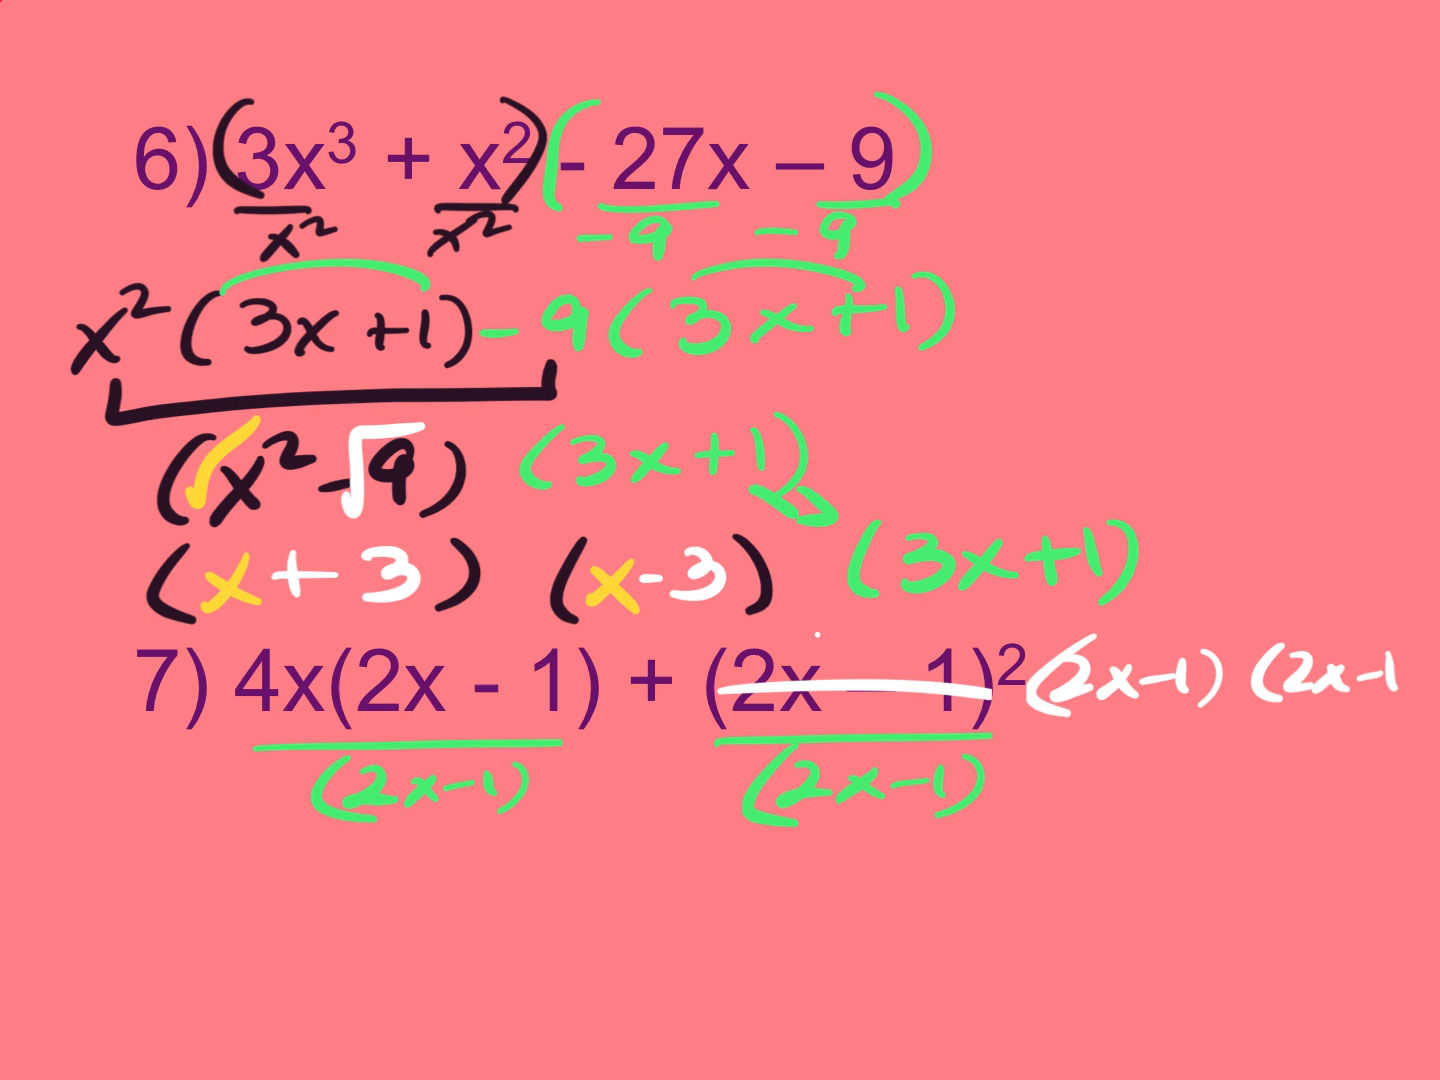 6) (3x³ + x²) (- 27x – 9)
x² x² - 9 - 9
x² (3x + 1) - 9 (3x + 1)
(√x² - √9) (3x + 1)
(x + 3) (x - 3) (3x + 1)
7) 4x(2x - 1) + (2x – 1)² (2x - 1) (2x - 1
(2x - 1) (2x - 1)